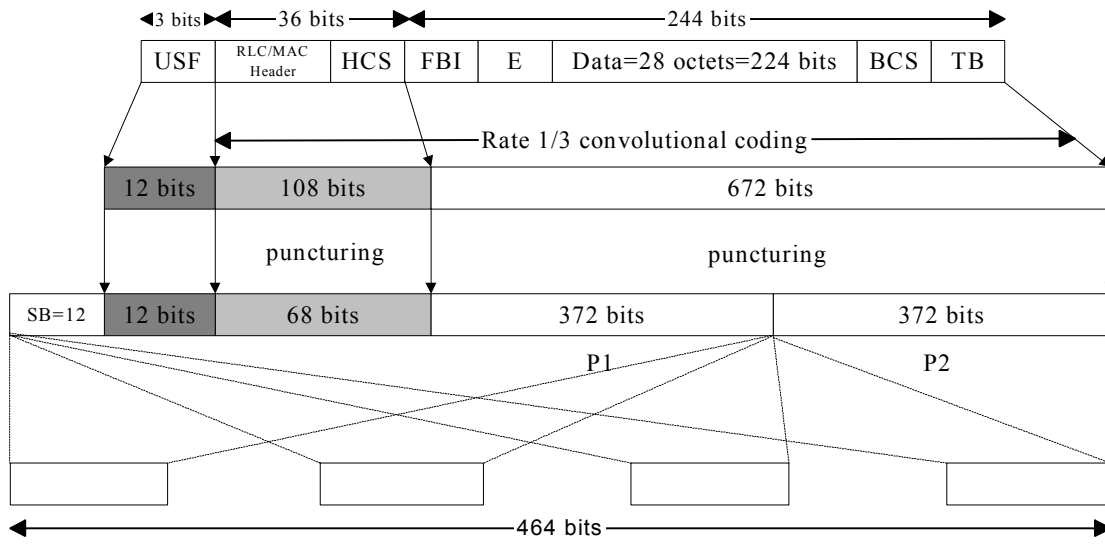 3 bits 36 bits 244 bits
USF RLC/MAC Header HCS FBI E Data=28 octets=224 bits BCS TB
Rate 1/3 convolutional coding
12 bits 108 bits 672 bits
puncturing puncturing
SB=12 12 bits 68 bits 372 bits 372 bits
P1 P2
464 bits